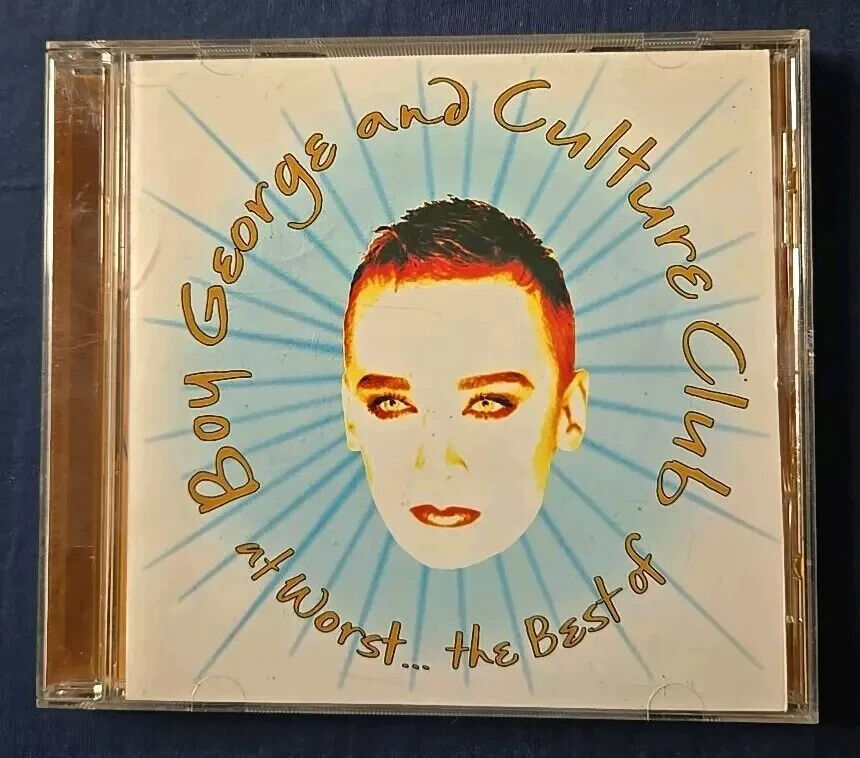 Boy George and Culture Club
at Worst... the Best of